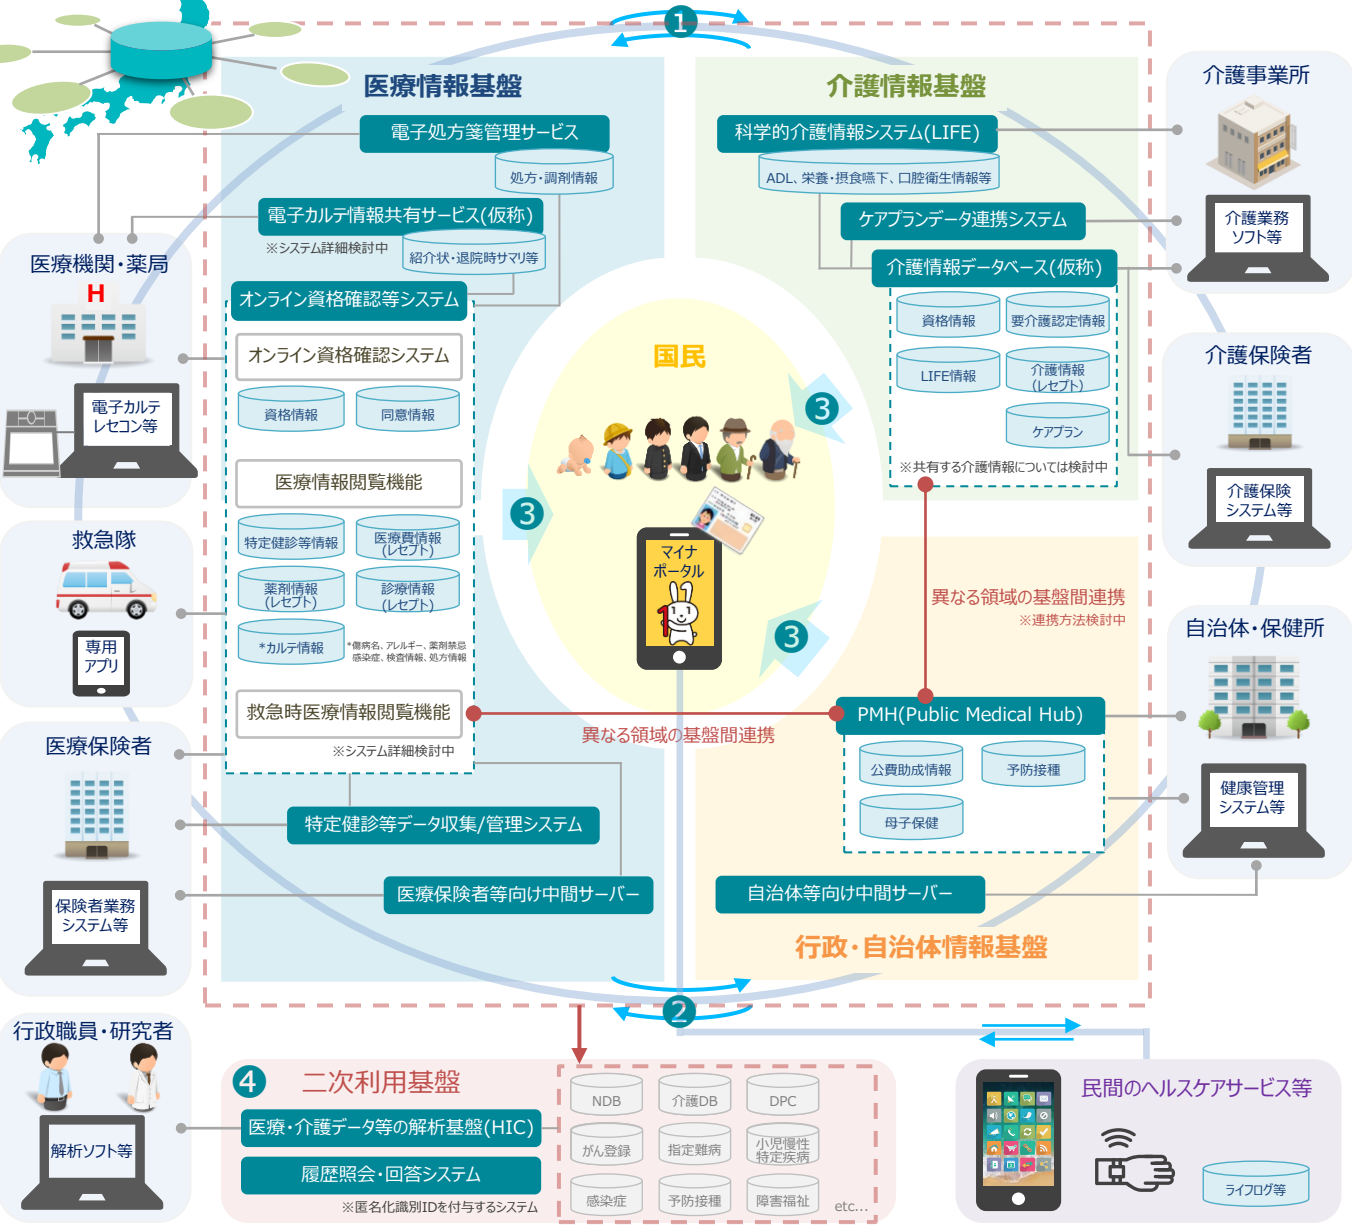 1
医療情報基盤
電子処方箋管理サービス
処方・調剤情報
電子カルテ情報共有サービス(仮称)
※システム詳細検討中
紹介状・退院時サマリ等
オンライン資格確認等システム
オンライン資格確認システム
資格情報
同意情報
医療情報閲覧機能
特定健診等情報
医療費情報
(レセプト)
薬剤情報
(レセプト)
診療情報
(レセプト)
*カルテ情報
*傷病名、アレルギー、薬剤禁忌
感染症、検査情報、処方情報
救急時医療情報閲覧機能
※システム詳細検討中
特定健診等データ収集/管理システム
医療保険者等向け中間サーバー
介護情報基盤
科学的介護情報システム(LIFE)
ADL、栄養・摂食嚥下、口腔衛生情報等
ケアプランデータ連携システム
介護情報データベース(仮称)
資格情報
要介護認定情報
LIFE情報
介護情報
(レセプト)
ケアプラン
※共有する介護情報については検討中
国民
3
3
3
マイナ
ポータル
1
異なる領域の基盤間連携
※連携方法検討中
異なる領域の基盤間連携
PMH(Public Medical Hub)
公費助成情報
予防接種
母子保健
自治体等向け中間サーバー
行政・自治体情報基盤
2
医療機関・薬局
H
電子カルテ
レセコン等
救急隊
専用
アプリ
医療保険者
保険者業務
システム等
行政職員・研究者
解析ソフト等
介護事業所
介護業務
ソフト等
介護保険者
介護保険
システム等
自治体・保健所
健康管理
システム等
4
二次利用基盤
医療・介護データ等の解析基盤(HIC)
履歴照会・回答システム
※匿名化識別IDを付与するシステム
NDB
介護DB
DPC
がん登録
指定難病
小児慢性
特定疾病
感染症
予防接種
障害福祉
etc...
民間のヘルスケアサービス等
ライフログ等